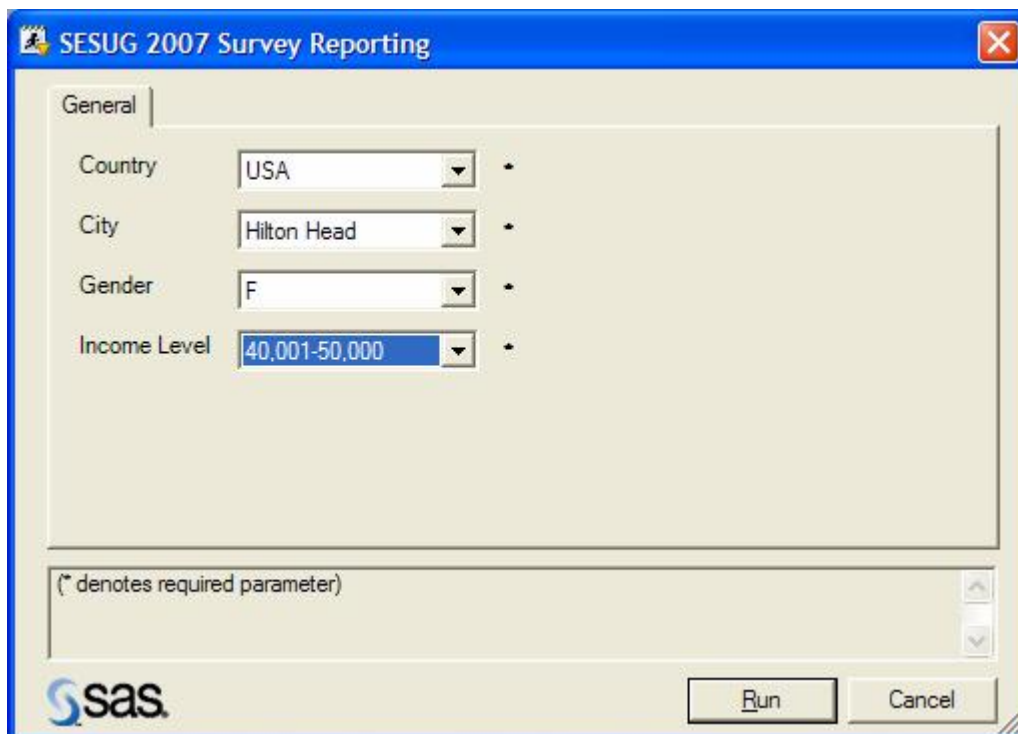 SESUG 2007 Survey Reporting
General
Country USA *
City Hilton Head *
Gender F *
Income Level 40,001-50,000 *
(* denotes required parameter)
sas.
Run Cancel